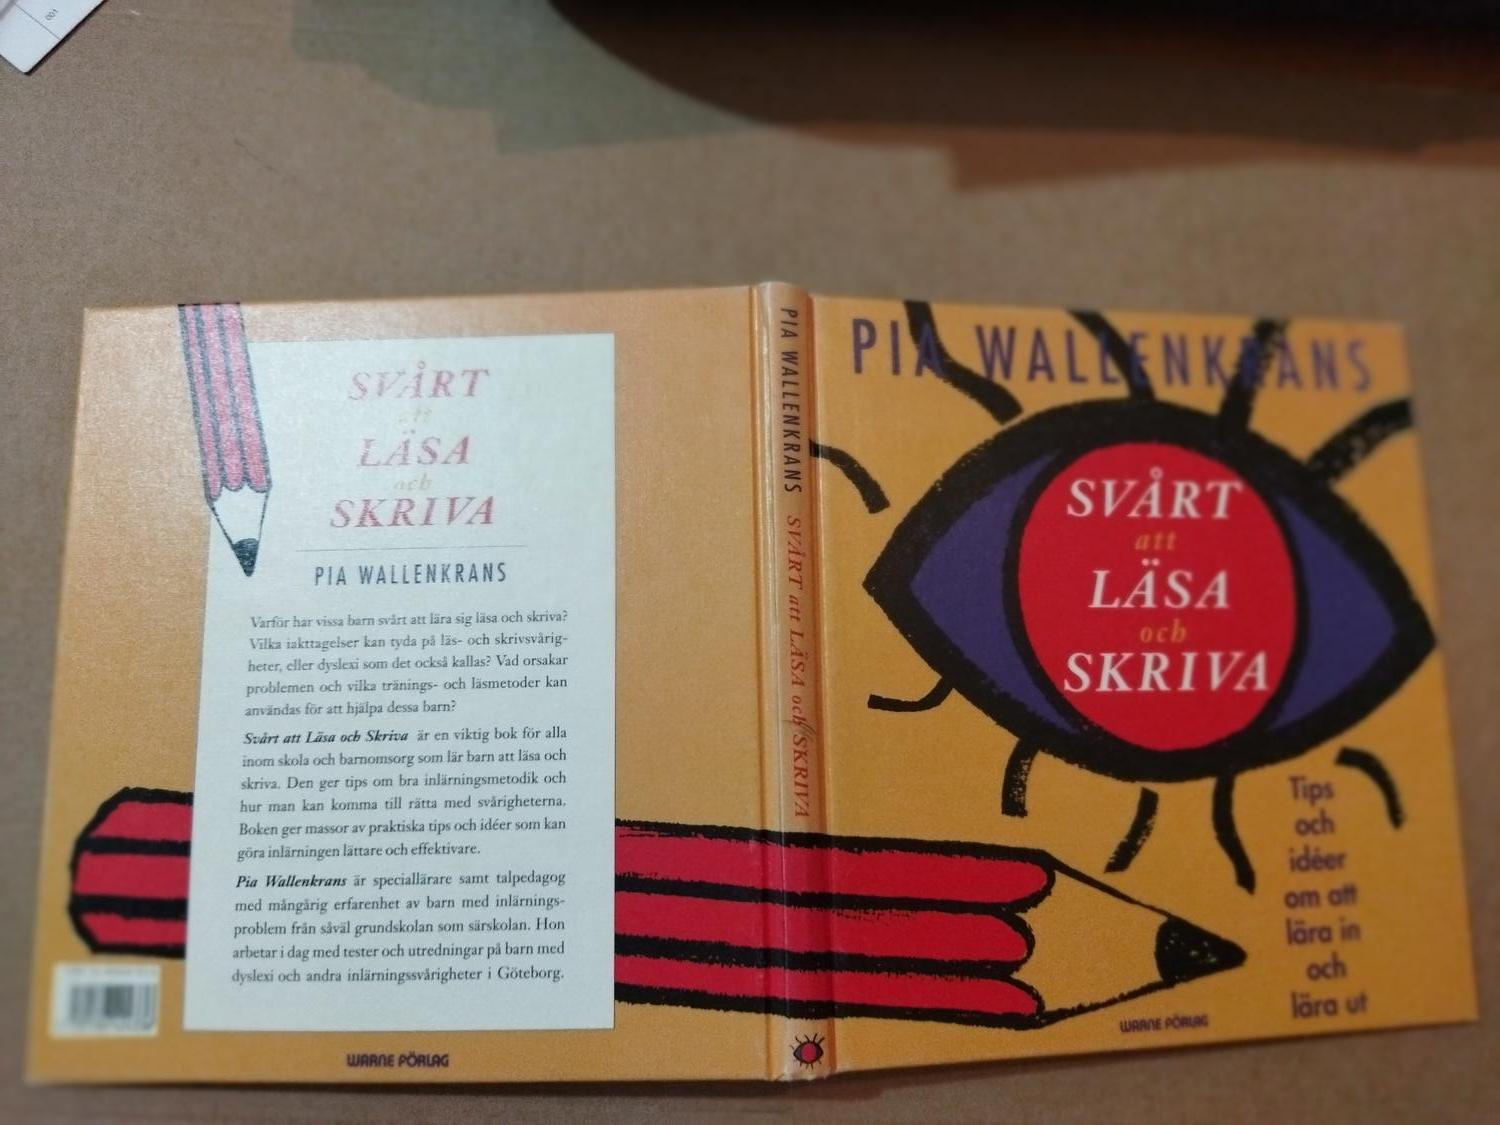 001
SVÅRT
att
LÄSA
och
SKRIVA
PIA WALLENKRANS
Varför har vissa barn svårt att lära sig läsa och skriva?
Vilka iakttagelser kan tyda på läs- och skrivsvårig-
heter, eller dyslexi som det också kallas? Vad orsakar
problemen och vilka tränings- och läsmetoder kan
användas för att hjälpa dessa barn?
Svårt att Läsa och Skriva är en viktig bok för alla
inom skola och barnomsorg som lär barn att läsa och
skriva. Den ger tips om bra inlärningsmetodik och
hur man kan komma till rätta med svårigheterna.
Boken ger massor av praktiska tips och idéer som kan
göra inlärningen lättare och effektivare.
Pia Wallenkrans är speciallärare samt talpedagog
med mångårig erfarenhet av barn med inlärnings-
problem från såväl grundskolan som särskolan. Hon
arbetar i dag med tester och utredningar på barn med
dyslexi och andra inlärningssvårigheter i Göteborg.
WARNE FÖRLAG
PIA WALLENKRANS SVÅRT att LÄSA och SKRIVA
PIA WALLENKRANS
SVÅRT
att
LÄSA
och
SKRIVA
Tips
och
idéer
om att
lära in
och
lära ut
WARNE FÖRLAG